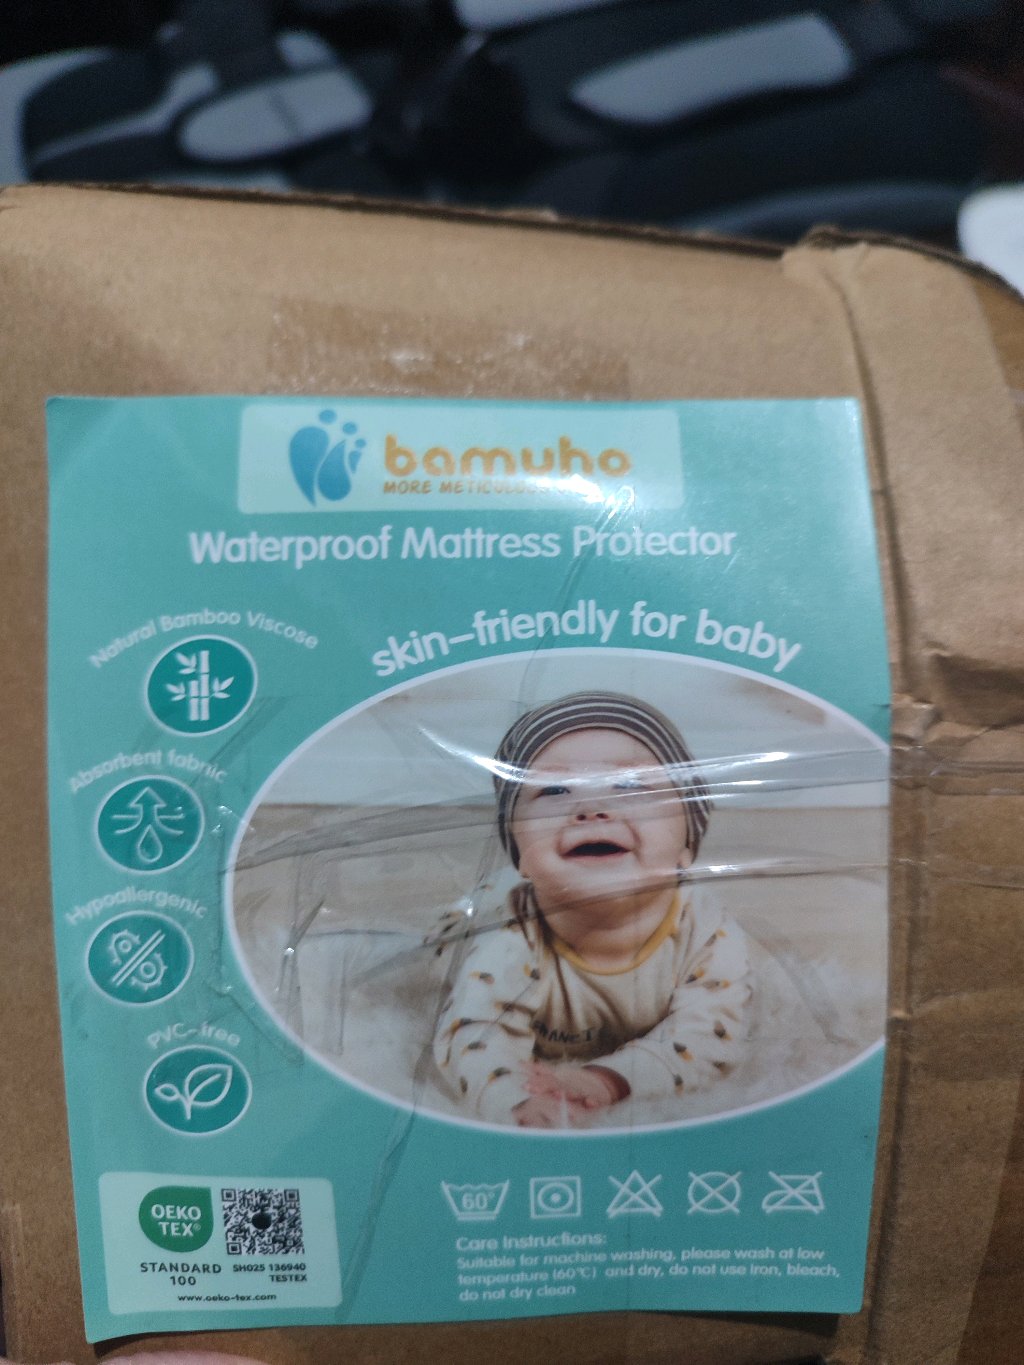 bamuho
MORE METICULOUS
Waterproof Mattress Protector
skin-friendly for baby
Natural Bamboo Viscose
Absorbent fabric
Hypoallergenic
PVC-free
OEKO
TEX®
STANDARD
100
SH025 136940
TESTEX
www.oeko-tex.com
60°
Care Instructions:
Suitable for machine washing, please wash at low
temperature (60℃) and dry, do not use iron, bleach,
do not dry clean